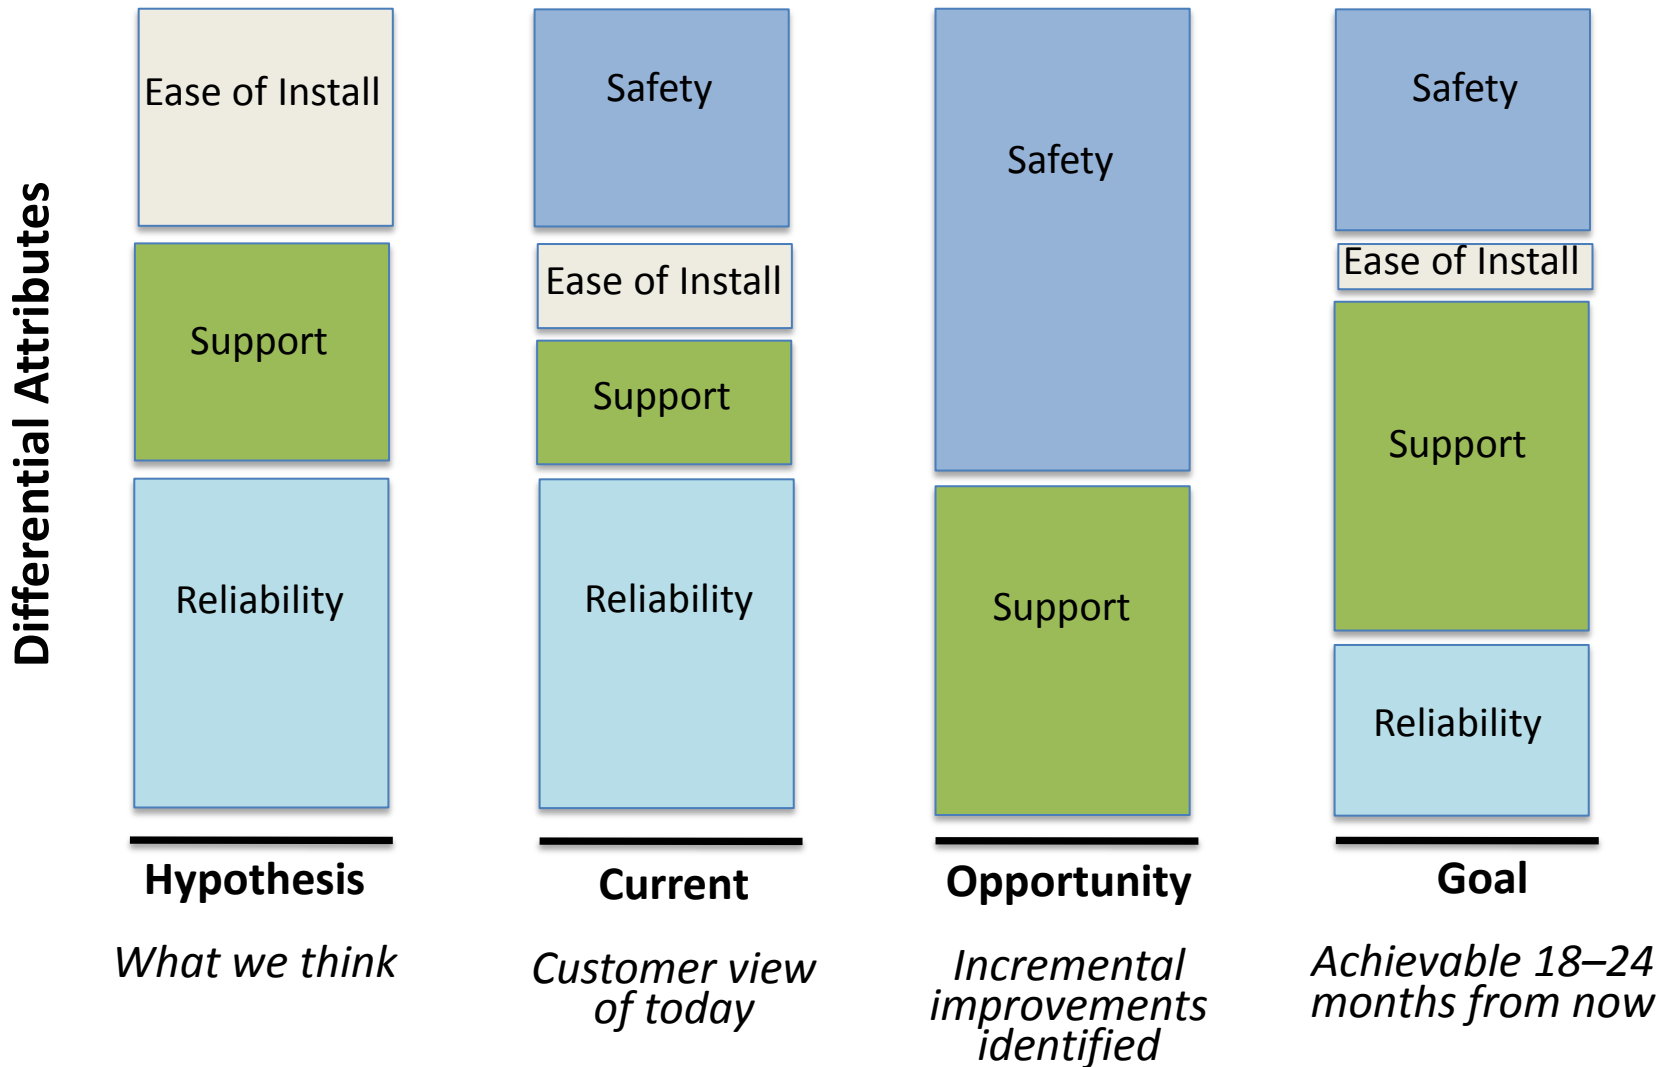 Differential Attributes
Ease of Install
Support
Reliability
Hypothesis
What we think
Safety
Ease of Install
Support
Reliability
Current
Customer view
of today
Safety
Support
Opportunity
Incremental
improvements
identified
Safety
Ease of Install
Support
Reliability
Goal
Achievable 18–24
months from now